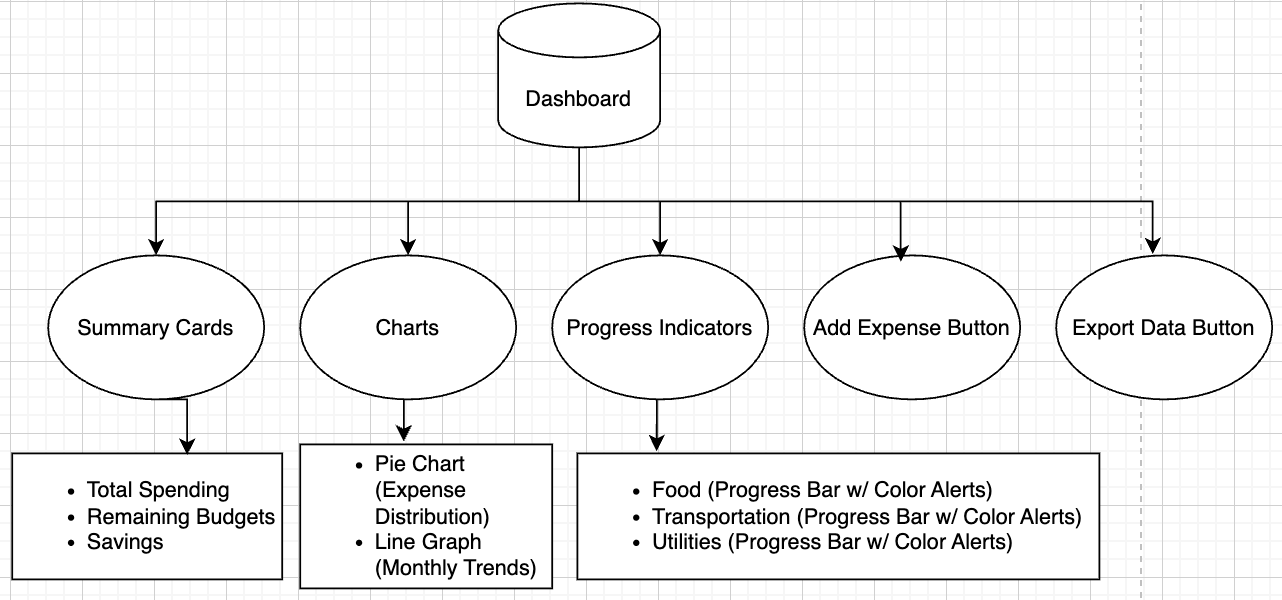 Dashboard
Summary Cards
Charts
Progress Indicators
Add Expense Button
Export Data Button
• Total Spending
• Remaining Budgets
• Savings
• Pie Chart
(Expense
Distribution)
• Line Graph
(Monthly Trends)
• Food (Progress Bar w/ Color Alerts)
• Transportation (Progress Bar w/ Color Alerts)
• Utilities (Progress Bar w/ Color Alerts)